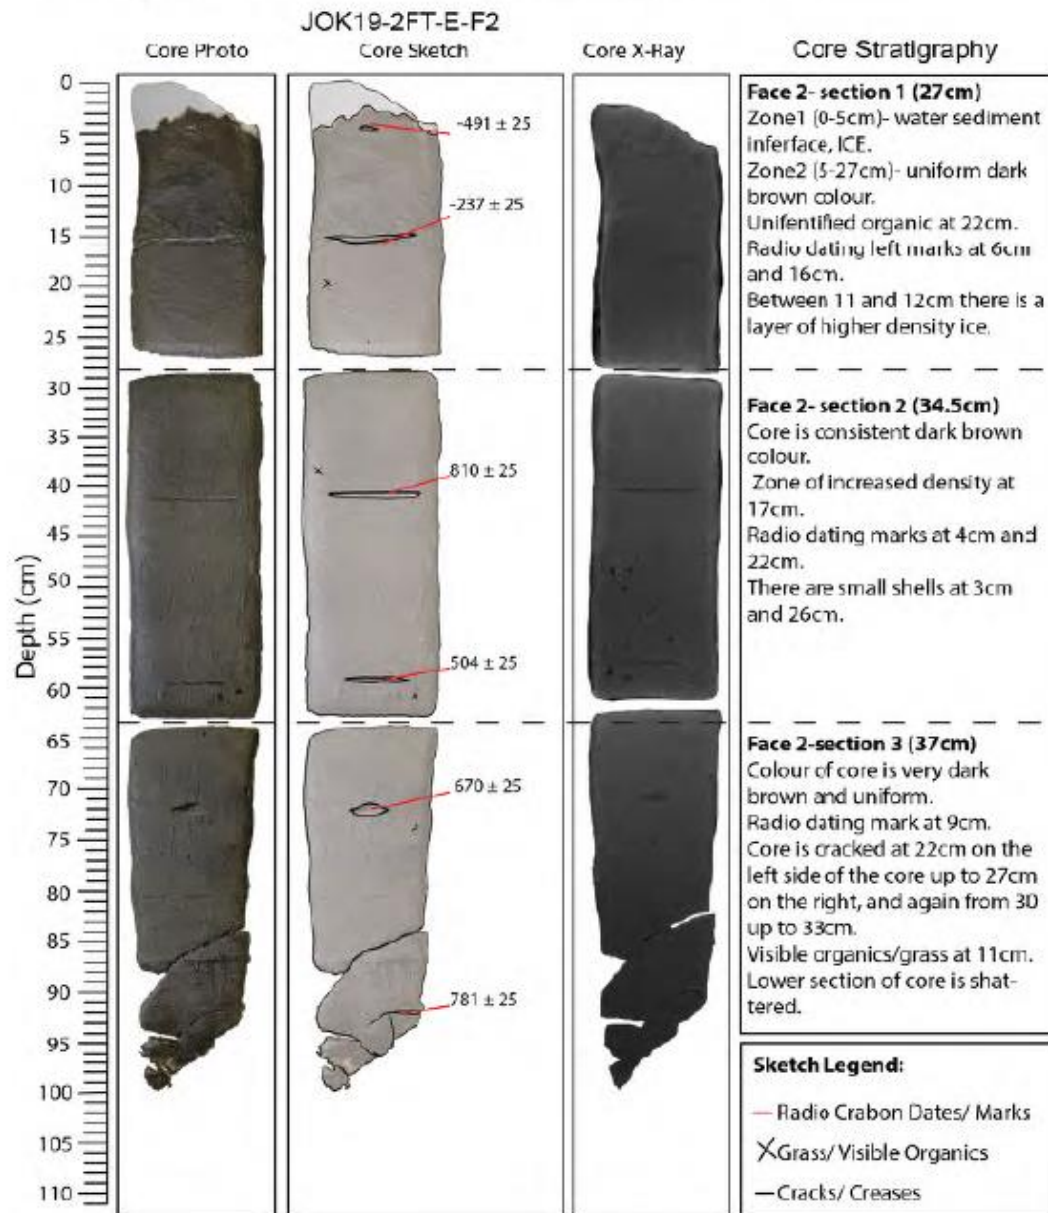 JOK19-2FT-E-F2
Core Photo
Core Sketch
Core X-Ray
Core Stratigraphy
Depth (cm)
0
5
10
15
20
25
30
35
40
45
50
55
60
65
70
75
80
85
90
95
100
105
110
-491 ± 25
-237 ± 25
810 ± 25
504 ± 25
670 ± 25
781 ± 25
Face 2- section 1 (27cm)
Zone1 (0-5cm)- water sediment
inferface, ICE.
Zone2 (5-27cm)- uniform dark
brown colour.
Unifentified organic at 22cm.
Radio dating left marks at 6cm
and 16cm.
Between 11 and 12cm there is a
layer of higher density ice.
Face 2- section 2 (34.5cm)
Core is consistent dark brown
colour.
Zone of increased density at
17cm.
Radio dating marks at 4cm and
22cm.
There are small shells at 3cm
and 26cm.
Face 2-section 3 (37cm)
Colour of core is very dark
brown and uniform.
Radio dating mark at 9cm.
Core is cracked at 22cm on the
left side of the core up to 27cm
on the right, and again from 30
up to 33cm.
Visible organics/grass at 11cm.
Lower section of core is shat-
tered.
Sketch Legend:
Radio Crabon Dates/ Marks
Grass/ Visible Organics
Cracks/ Creases